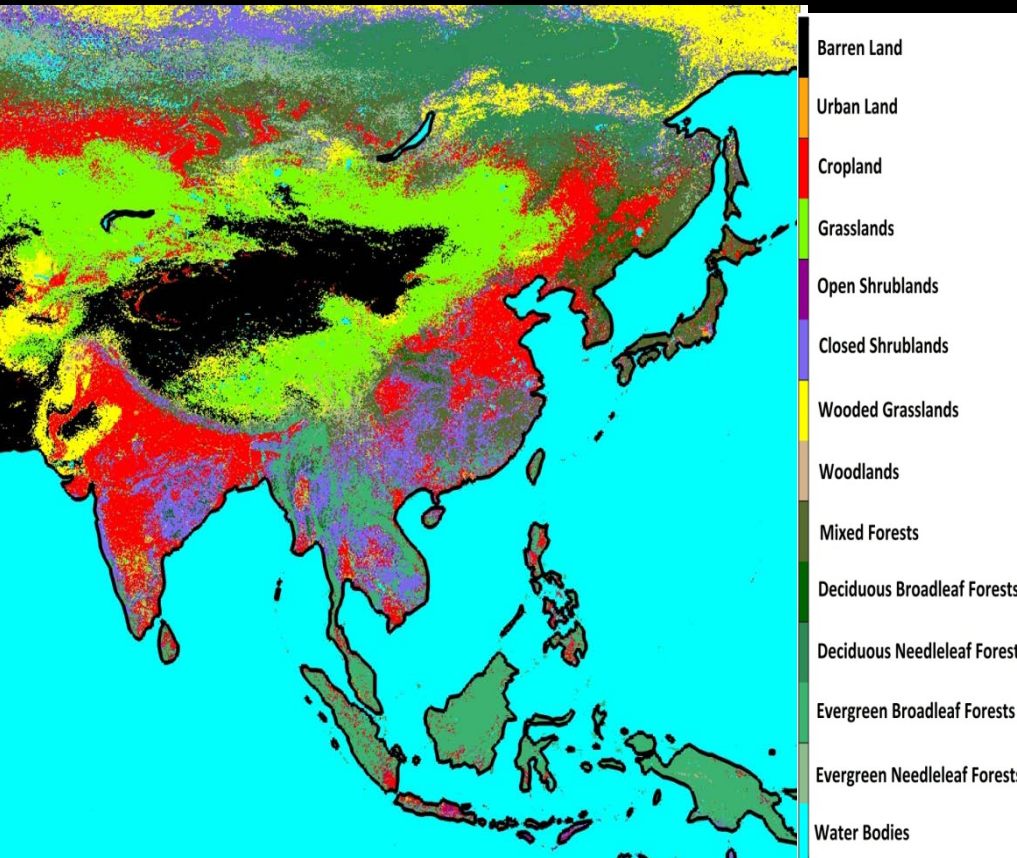 Barren Land
Urban Land
Cropland
Grasslands
Open Shrublands
Closed Shrublands
Wooded Grasslands
Woodlands
Mixed Forests
Deciduous Broadleaf Forests
Deciduous Needleleaf Forest
Evergreen Broadleaf Forests
Evergreen Needleleaf Forests
Water Bodies